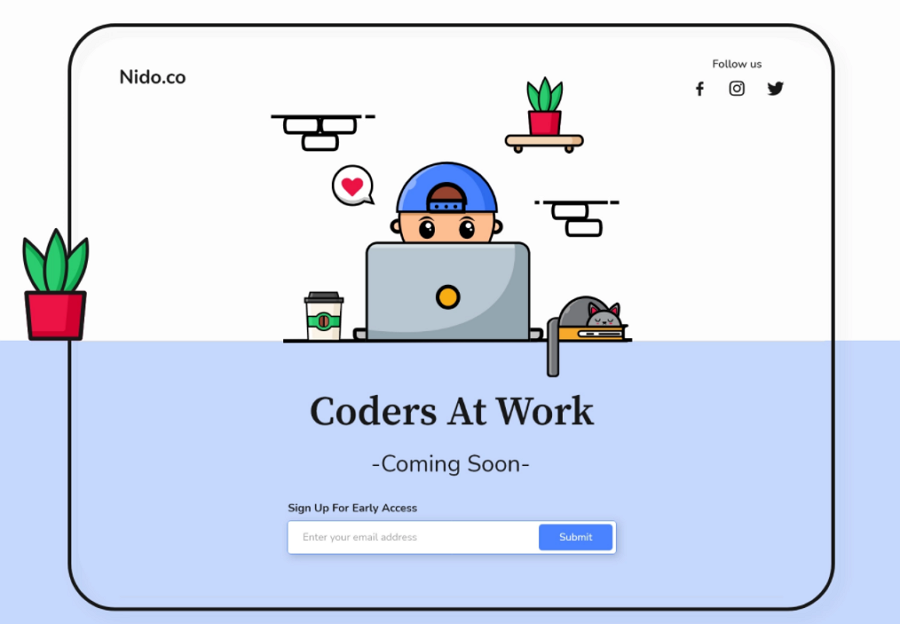 Nido.co
Follow us
Coders At Work
-Coming Soon-
Sign Up For Early Access
Enter your email address
Submit